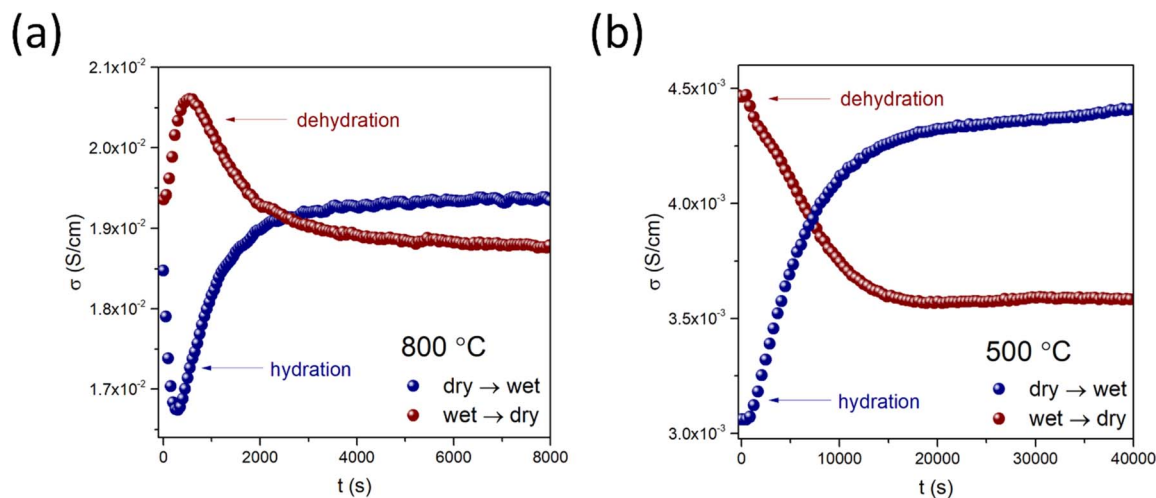 (a)
2.1x10⁻²
2.0x10⁻²
1.9x10⁻²
1.8x10⁻²
1.7x10⁻²
σ (S/cm)
dehydration
hydration
800 °C
dry → wet
wet → dry
0
2000
4000
6000
8000
t (s)
(b)
4.5x10⁻³
4.0x10⁻³
3.5x10⁻³
3.0x10⁻³
σ (S/cm)
dehydration
hydration
500 °C
dry → wet
wet → dry
0
10000
20000
30000
40000
t (s)